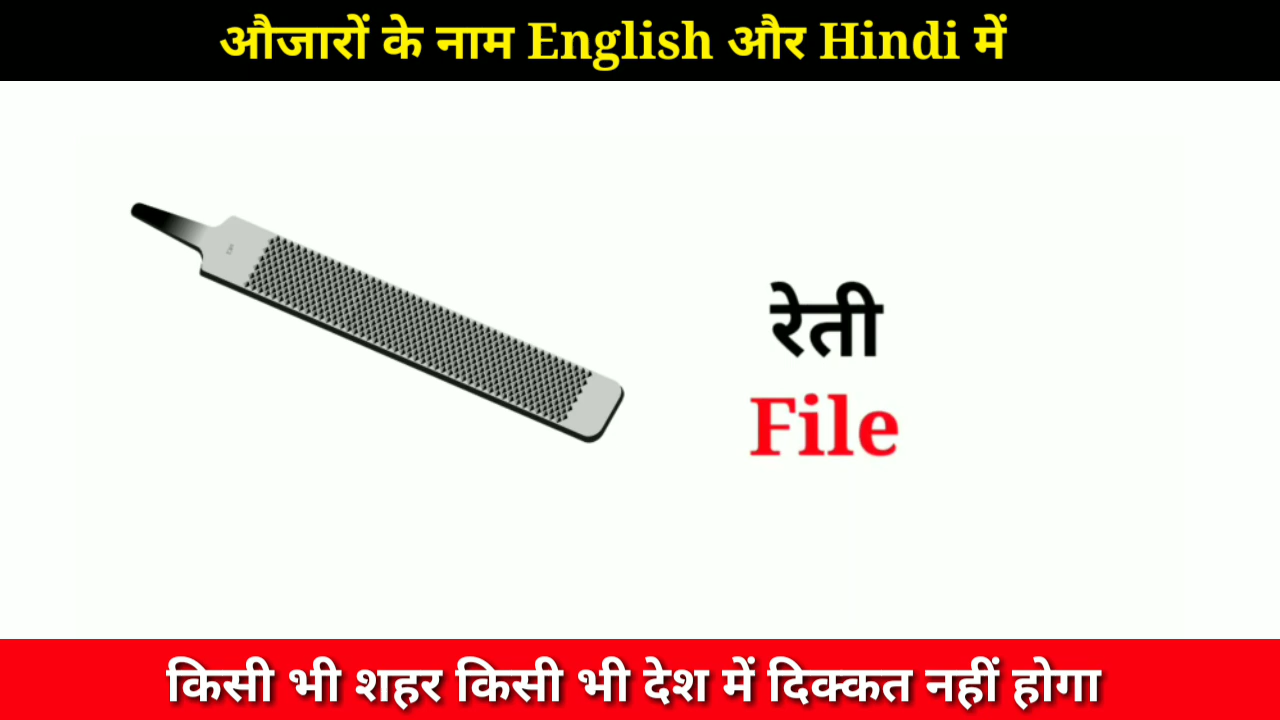 औजारों के नाम English और Hindi में
रेती
File
किसी भी शहर किसी भी देश में दिक्कत नहीं होगा